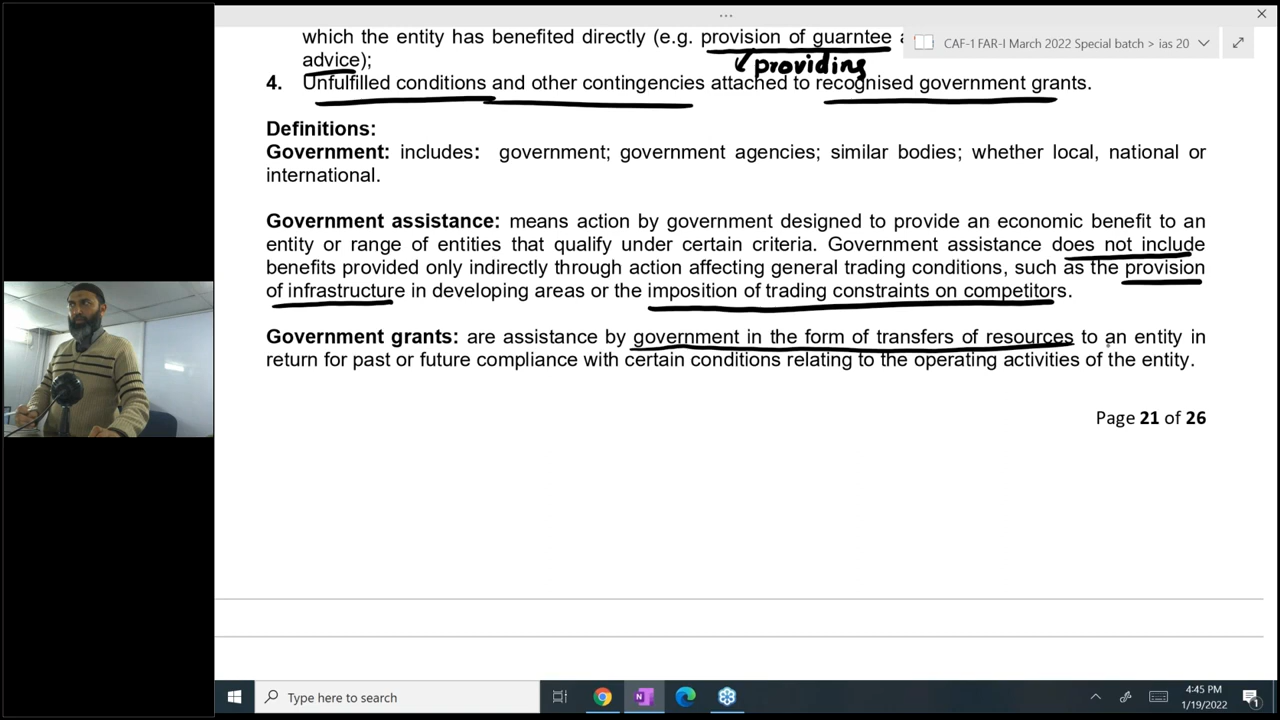 which the entity has benefited directly (e.g. provision of guarntee
CAF-1 FAR-I March 2022 Special batch > ias 20
advice);
providing
4. Unfulfilled conditions and other contingencies attached to recognised government grants.
Definitions:
Government: includes: government; government agencies; similar bodies; whether local, national or
international.
Government assistance: means action by government designed to provide an economic benefit to an
entity or range of entities that qualify under certain criteria. Government assistance does not include
benefits provided only indirectly through action affecting general trading conditions, such as the provision
of infrastructure in developing areas or the imposition of trading constraints on competitors.
Government grants: are assistance by government in the form of transfers of resources to an entity in
return for past or future compliance with certain conditions relating to the operating activities of the entity.
Page 21 of 26
Type here to search
4:45 PM
1/19/2022
1